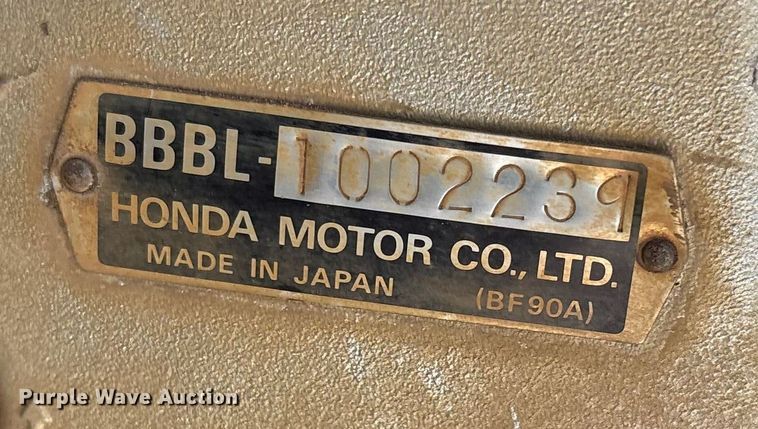 BBBL-1002239
HONDA MOTOR CO., LTD.
MADE IN JAPAN (BF90A)
Purple Wave Auction